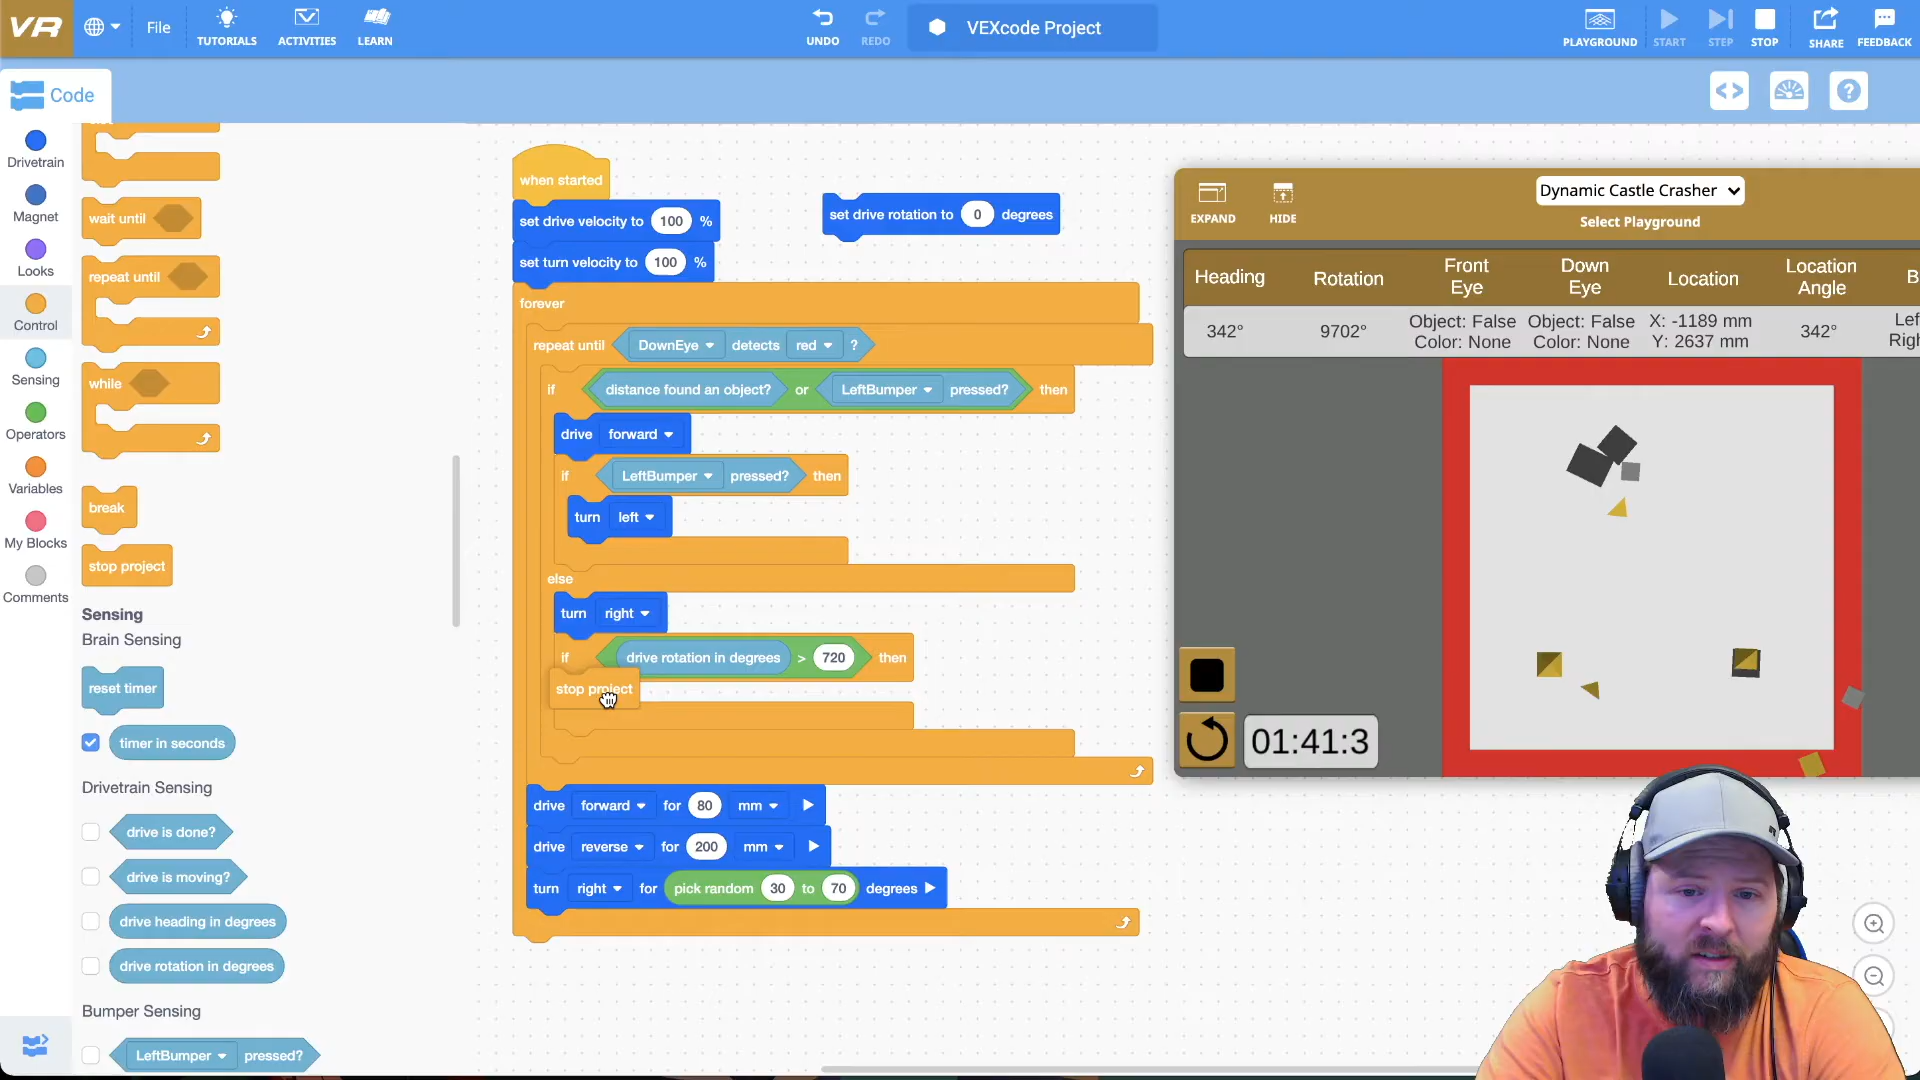 VR
File
TUTORIALS
ACTIVITIES
LEARN
UNDO
REDO
VEXcode Project
PLAYGROUND
START
STEP
STOP
SHARE
FEEDBACK
Code
Drivetrain
Magnet
Looks
Control
Sensing
Operators
Variables
My Blocks
Comments
wait until
repeat until
while
break
stop project
Sensing
Brain Sensing
reset timer
timer in seconds
Drivetrain Sensing
drive is done?
drive is moving?
drive heading in degrees
drive rotation in degrees
Bumper Sensing
LeftBumper pressed?
when started
set drive velocity to 100 %
set turn velocity to 100 %
set drive rotation to 0 degrees
forever
repeat until DownEye detects red ?
if distance found an object? or LeftBumper pressed? then
drive forward
if LeftBumper pressed? then
turn left
else
turn right
if drive rotation in degrees > 720 then
stop project
drive forward for 80 mm
drive reverse for 200 mm
turn right for pick random 30 to 70 degrees
EXPAND
HIDE
Dynamic Castle Crasher
Select Playground
Heading
Rotation
Front Eye
Down Eye
Location
Location Angle
B
342°
9702°
Object: False
Color: None
Object: False
Color: None
X: -1189 mm
Y: 2637 mm
342°
Lef
Righ
01:41:3